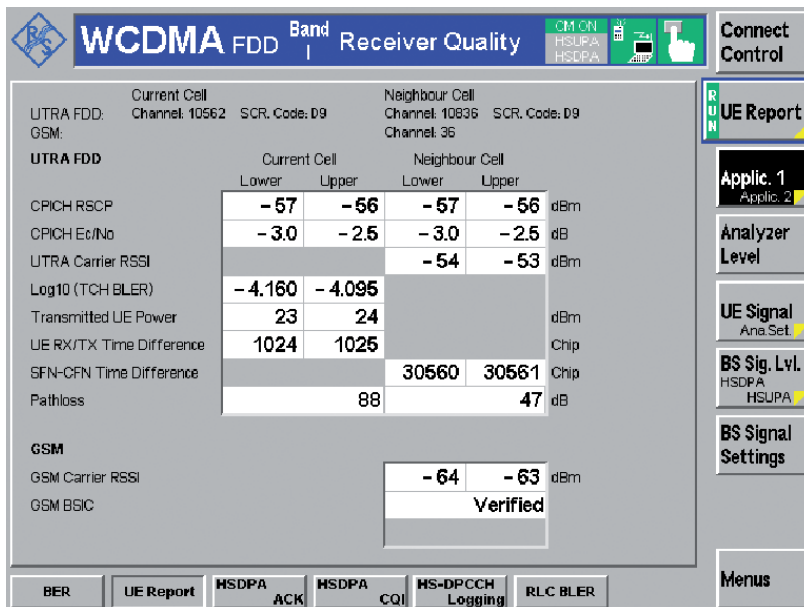 R&S
WCDMA FDD Band I Receiver Quality
CM ON
HSUPA
HSDPA
Connect Control
Current Cell Neighbour Cell
UTRA FDD: Channel: 10562 SCR. Code: D9 Channel: 10836 SCR. Code: D9
GSM: Channel: 36
RUN
UE Report
UTRA FDD Current Cell Neighbour Cell
Lower Upper Lower Upper
Applic. 1
Applic. 2
CPICH RSCP -57 -56 -57 -56 dBm
CPICH Ec/No -3.0 -2.5 -3.0 -2.5 dB
Analyzer Level
UTRA Carrier RSSI -54 -53 dBm
Log10 (TCH BLER) -4.160 -4.095
Transmitted UE Power 23 24 dBm
UE Signal
Ana.Set.
UE RX/TX Time Difference 1024 1025 Chip
SFN-CFN Time Difference 30560 30561 Chip
BS Sig. Lvl.
HSDPA
HSUPA
Pathloss 88 47 dB
BS Signal Settings
GSM
GSM Carrier RSSI -64 -63 dBm
GSM BSIC Verified
Menus
BER UE Report HSDPA ACK HSDPA CQI HS-DPCCH Logging RLC BLER